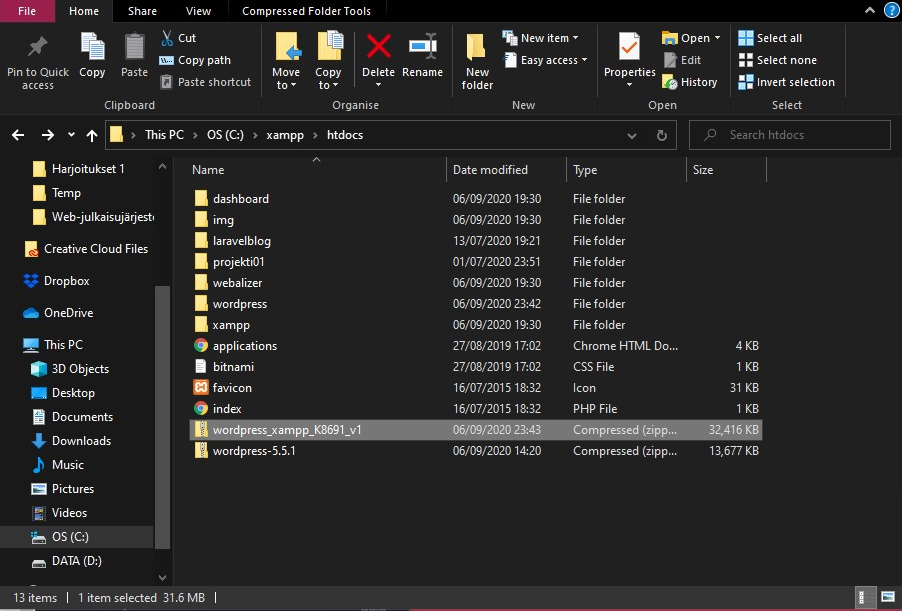 File Home Share View Compressed Folder Tools
Pin to Quick access
Copy
Paste
Cut
Copy path
Paste shortcut
Clipboard
Move to
Copy to
Delete
Rename
Organise
New folder
New item
Easy access
New
Properties
Open
Edit
History
Open
Select all
Select none
Invert selection
Select
This PC OS (C:) xampp htdocs
Search htdocs
Harjoitukset 1
Temp
Web-julkaisujärjeste
Creative Cloud Files
Dropbox
OneDrive
This PC
3D Objects
Desktop
Documents
Downloads
Music
Pictures
Videos
OS (C:)
DATA (D:)
Name Date modified Type Size
dashboard 06/09/2020 19:30 File folder
img 06/09/2020 19:30 File folder
laravelblog 13/07/2020 19:21 File folder
projekti01 01/07/2020 23:51 File folder
webalizer 06/09/2020 19:30 File folder
wordpress 06/09/2020 23:42 File folder
xampp 06/09/2020 19:30 File folder
applications 27/08/2019 17:02 Chrome HTML Do... 4 KB
bitnami 27/08/2019 17:02 CSS File 1 KB
favicon 16/07/2015 18:32 Icon 31 KB
index 16/07/2015 18:32 PHP File 1 KB
wordpress_xampp_K8691_v1 06/09/2020 23:43 Compressed (zipp... 32,416 KB
wordpress-5.5.1 06/09/2020 14:20 Compressed (zipp... 13,677 KB
13 items 1 item selected 31.6 MB